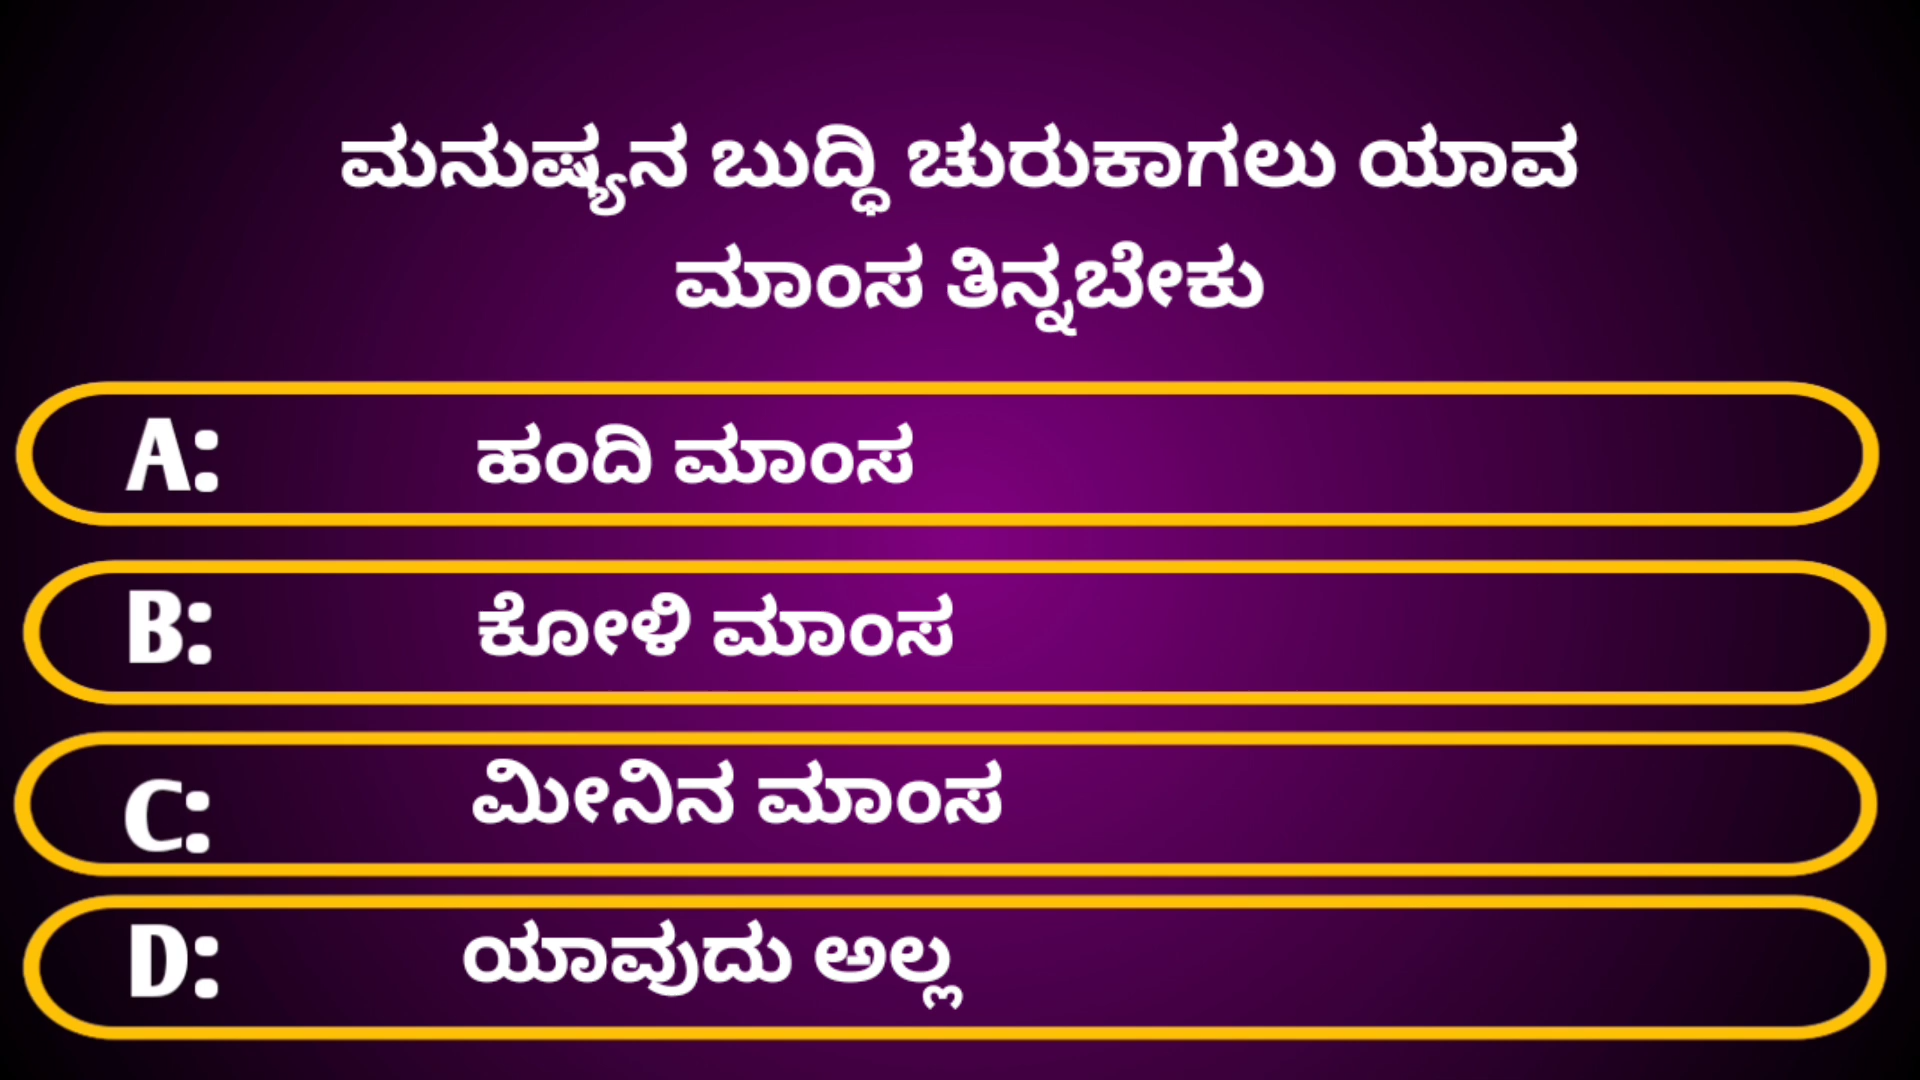 ಮನುಷ್ಯನ ಬುದ್ಧಿ ಚುರುಕಾಗಲು ಯಾವ
ಮಾಂಸ ತಿನ್ನಬೇಕು
A: ಹಂದಿ ಮಾಂಸ
B: ಕೋಳಿ ಮಾಂಸ
C: ಮೀನಿನ ಮಾಂಸ
D: ಯಾವುದು ಅಲ್ಲ